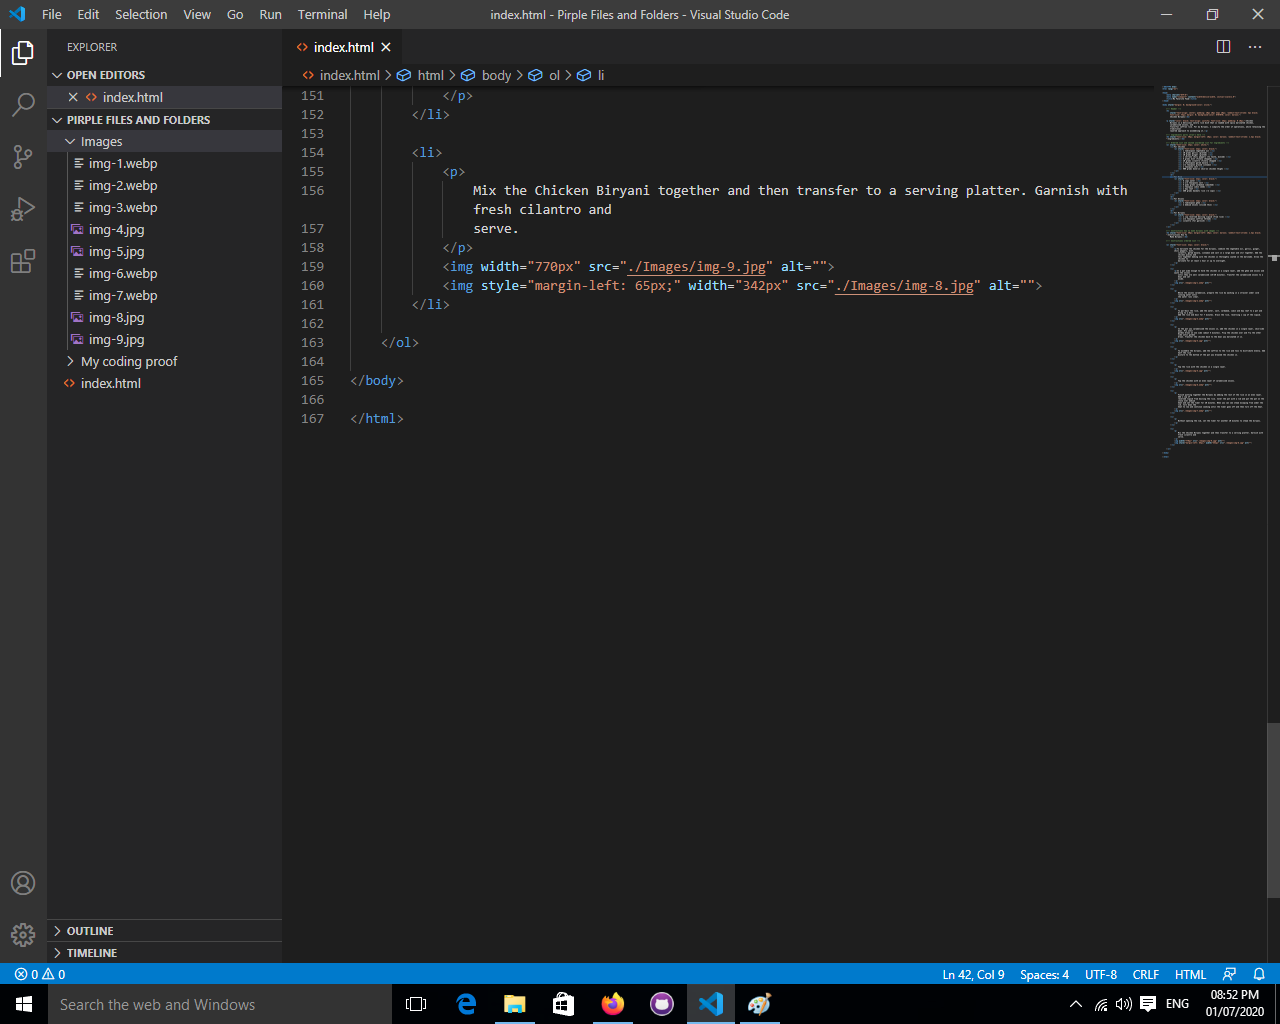 File Edit Selection View Go Run Terminal Help
index.html - Pirple Files and Folders - Visual Studio Code
EXPLORER
OPEN EDITORS
index.html
PIRPLE FILES AND FOLDERS
Images
img-1.webp
img-2.webp
img-3.webp
img-4.jpg
img-5.jpg
img-6.webp
img-7.webp
img-8.jpg
img-9.jpg
My coding proof
index.html
OUTLINE
TIMELINE
index.html
index.html > html > body > ol > li
151 </p>
152 </li>
153
154 <li>
155 <p>
156 Mix the Chicken Biryani together and then transfer to a serving platter. Garnish with
fresh cilantro and
157 serve.
158 </p>
159 <img width="770px" src="./Images/img-9.jpg" alt="">
160 <img style="margin-left: 65px;" width="342px" src="./Images/img-8.jpg" alt="">
161 </li>
162
163 </ol>
164
165 </body>
166
167 </html>
0 0
Ln 42, Col 9 Spaces: 4 UTF-8 CRLF HTML
Search the web and Windows
ENG
08:52 PM
01/07/2020